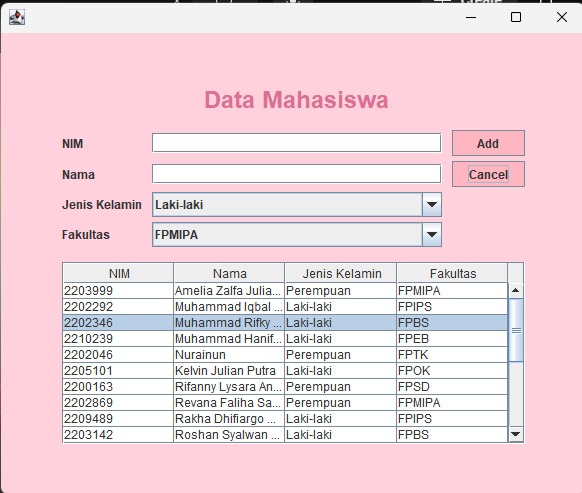 Data Mahasiswa
NIM Add
Nama Cancel
Jenis Kelamin Laki-laki
Fakultas FPMIPA
NIM Nama Jenis Kelamin Fakultas
2203999 Amelia Zalfa Julia... Perempuan FPMIPA
2202292 Muhammad Iqbal ... Laki-laki FPIPS
2202346 Muhammad Rifky ... Laki-laki FPBS
2210239 Muhammad Hanif... Laki-laki FPEB
2202046 Nurainun Perempuan FPTK
2205101 Kelvin Julian Putra Laki-laki FPOK
2200163 Rifanny Lysara An... Perempuan FPSD
2202869 Revana Faliha Sa... Perempuan FPMIPA
2209489 Rakha Dhifiargo ... Laki-laki FPIPS
2203142 Roshan Syalwan ... Laki-laki FPBS